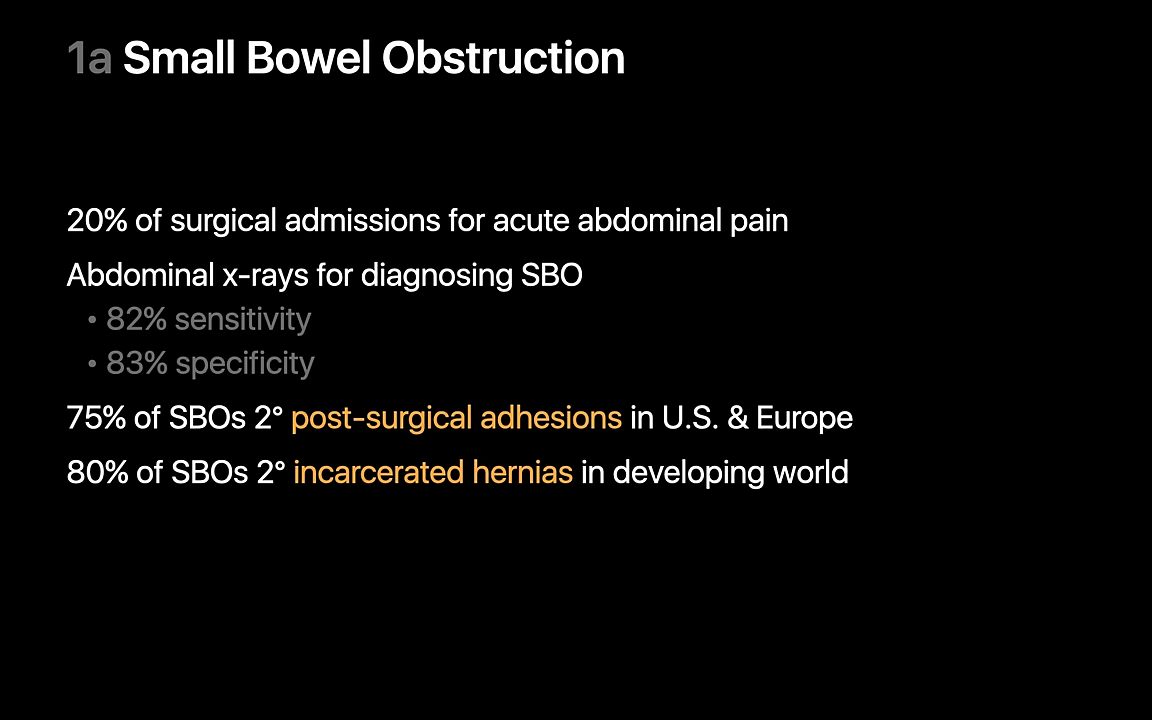 1a Small Bowel Obstruction
20% of surgical admissions for acute abdominal pain
Abdominal x-rays for diagnosing SBO
• 82% sensitivity
• 83% specificity
75% of SBOs 2° post-surgical adhesions in U.S. & Europe
80% of SBOs 2° incarcerated hernias in developing world